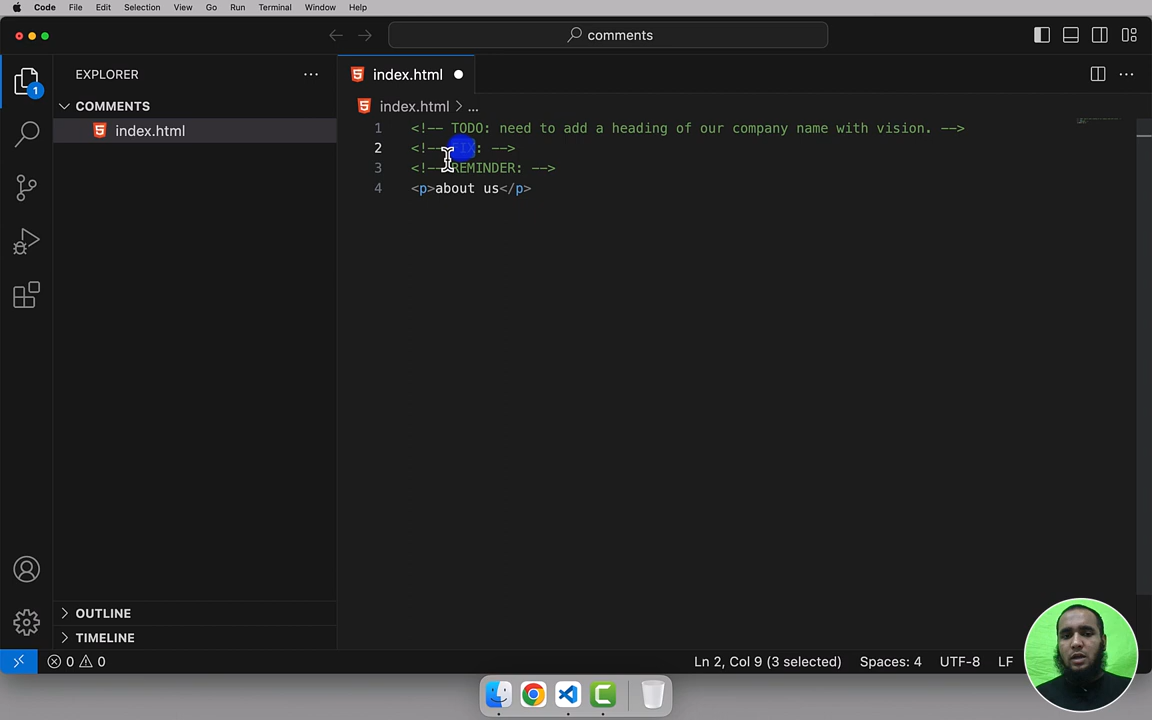 Code File Edit Selection View Go Run Terminal Window Help
comments
EXPLORER
index.html
1
COMMENTS
index.html > ...
index.html
1 <!-- TODO: need to add a heading of our company name with vision. -->
2 <!-- FIX: -->
3 <!-- REMINDER: -->
4 <p>about us</p>
OUTLINE
TIMELINE
0 0
Ln 2, Col 9 (3 selected) Spaces: 4 UTF-8 LF